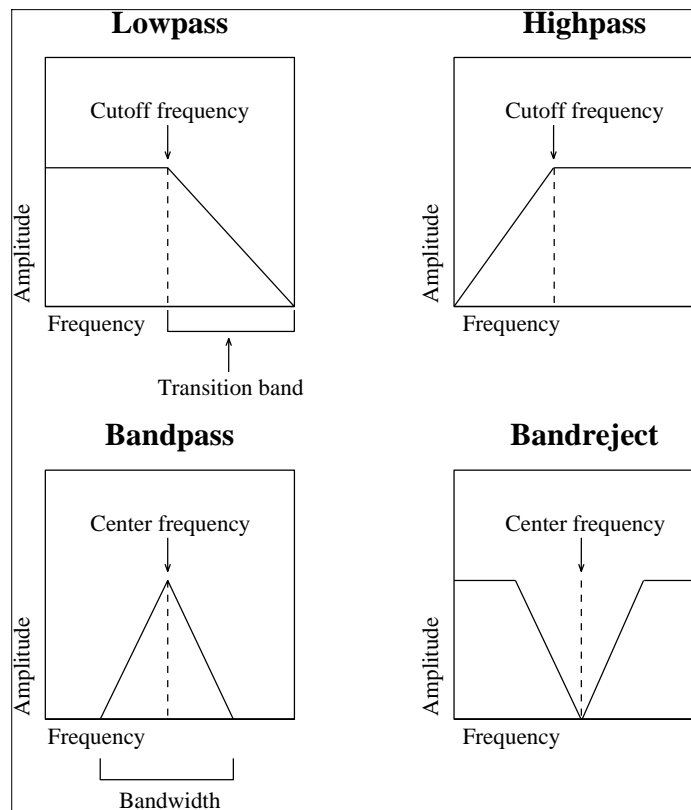 Lowpass
Cutoff frequency
Amplitude
Frequency
Transition band
Highpass
Cutoff frequency
Amplitude
Frequency
Bandpass
Center frequency
Amplitude
Frequency
Bandwidth
Bandreject
Center frequency
Amplitude
Frequency